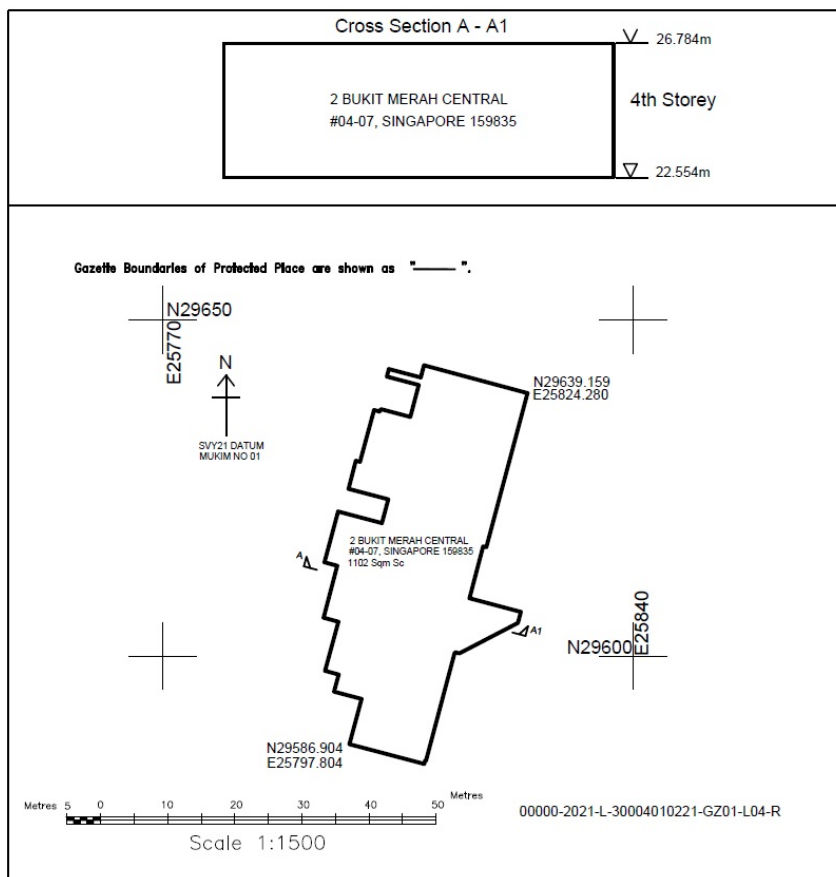 Cross Section A - A1
26.784m
2 BUKIT MERAH CENTRAL
#04-07, SINGAPORE 159835
4th Storey
22.554m
Gazette Boundaries of Protected Place are shown as "——— ".
N29650
E25770
N
SVY21 DATUM
MUKIM NO 01
N29639.159
E25824.280
2 BUKIT MERAH CENTRAL
#04-07, SINGAPORE 159835
1102 Sqm Sc
A
A1
N29600
E25840
N29586.904
E25797.804
Metres 5 0 10 20 30 40 50 Metres
Scale 1:1500
00000-2021-L-30004010221-GZ01-L04-R